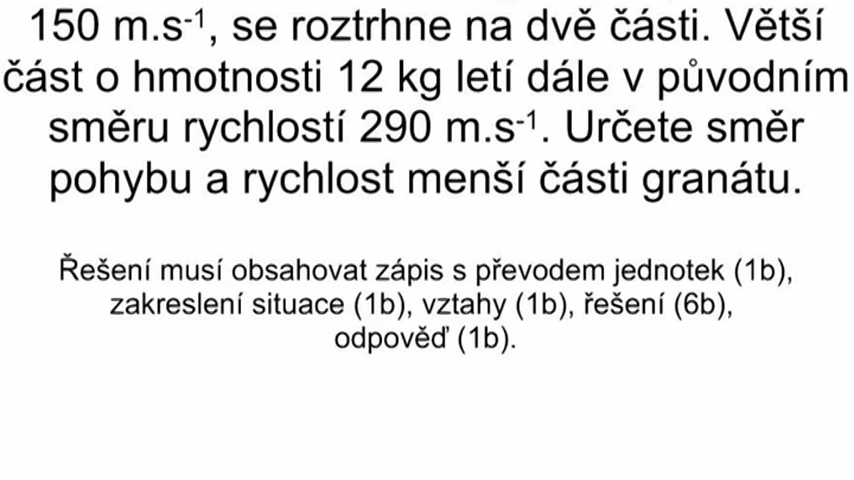 150 m.s-1, se roztrhne na dvě části. Větší
část o hmotnosti 12 kg letí dále v původním
směru rychlostí 290 m.s-1. Určete směr
pohybu a rychlost menší části granátu.
Řešení musí obsahovat zápis s převodem jednotek (1b),
zakreslení situace (1b), vztahy (1b), řešení (6b),
odpověď (1b).